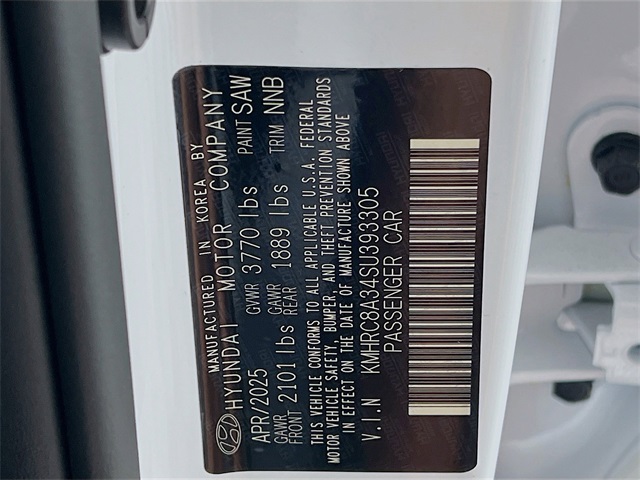 MANUFACTURED IN KOREA BY
HYUNDAI MOTOR COMPANY
APR/2025 GVWR 3770 lbs PAINT SAW
GAWR FRONT 2101 lbs GAWR REAR 1889 lbs TRIM NNB
THIS VEHICLE CONFORMS TO ALL APPLICABLE U.S.A. FEDERAL
MOTOR VEHICLE SAFETY, BUMPER, AND THEFT PREVENTION STANDARDS
IN EFFECT ON THE DATE OF MANUFACTURE SHOWN ABOVE
V.I.N KMHRC8A34SU393305
PASSENGER CAR